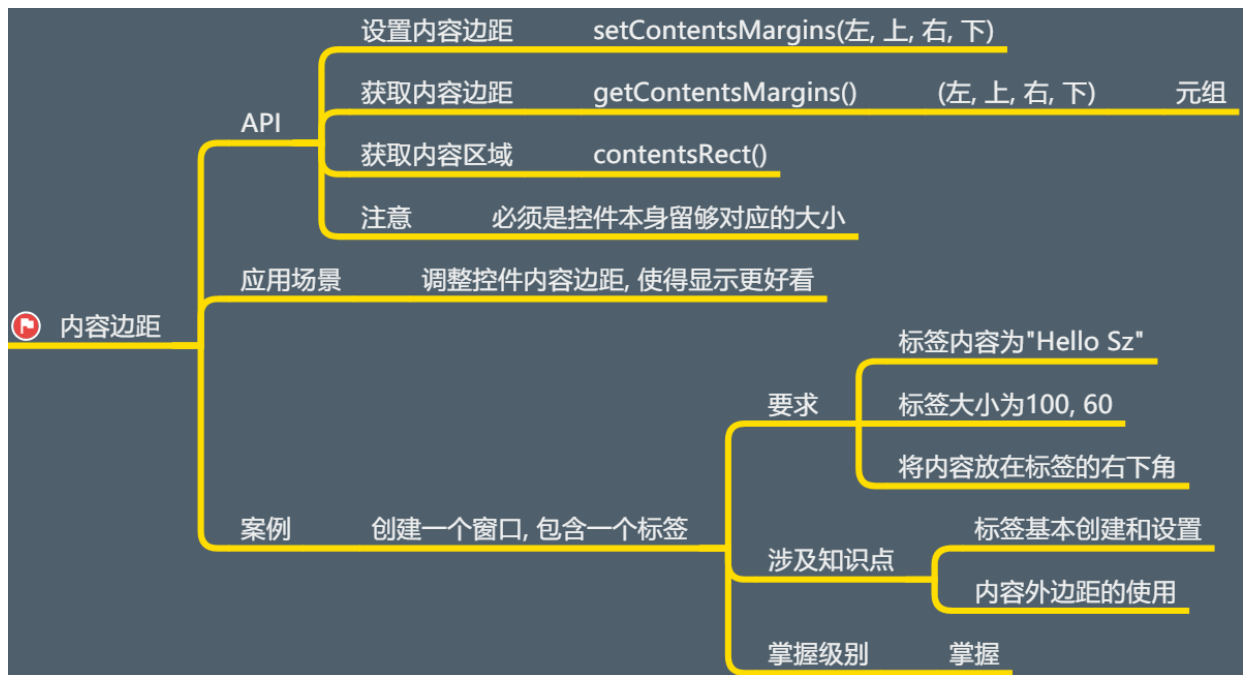 设置内容边距 setContentsMargins(左, 上, 右, 下)
获取内容边距 getContentsMargins() (左, 上, 右, 下) 元组
API
获取内容区域 contentsRect()
注意 必须是控件本身留够对应的大小
应用场景 调整控件内容边距, 使得显示更好看
内容边距
标签内容为"Hello Sz"
要求 标签大小为100, 60
将内容放在标签的右下角
案例 创建一个窗口, 包含一个标签
标签基本创建和设置
涉及知识点
内容外边距的使用
掌握级别 掌握